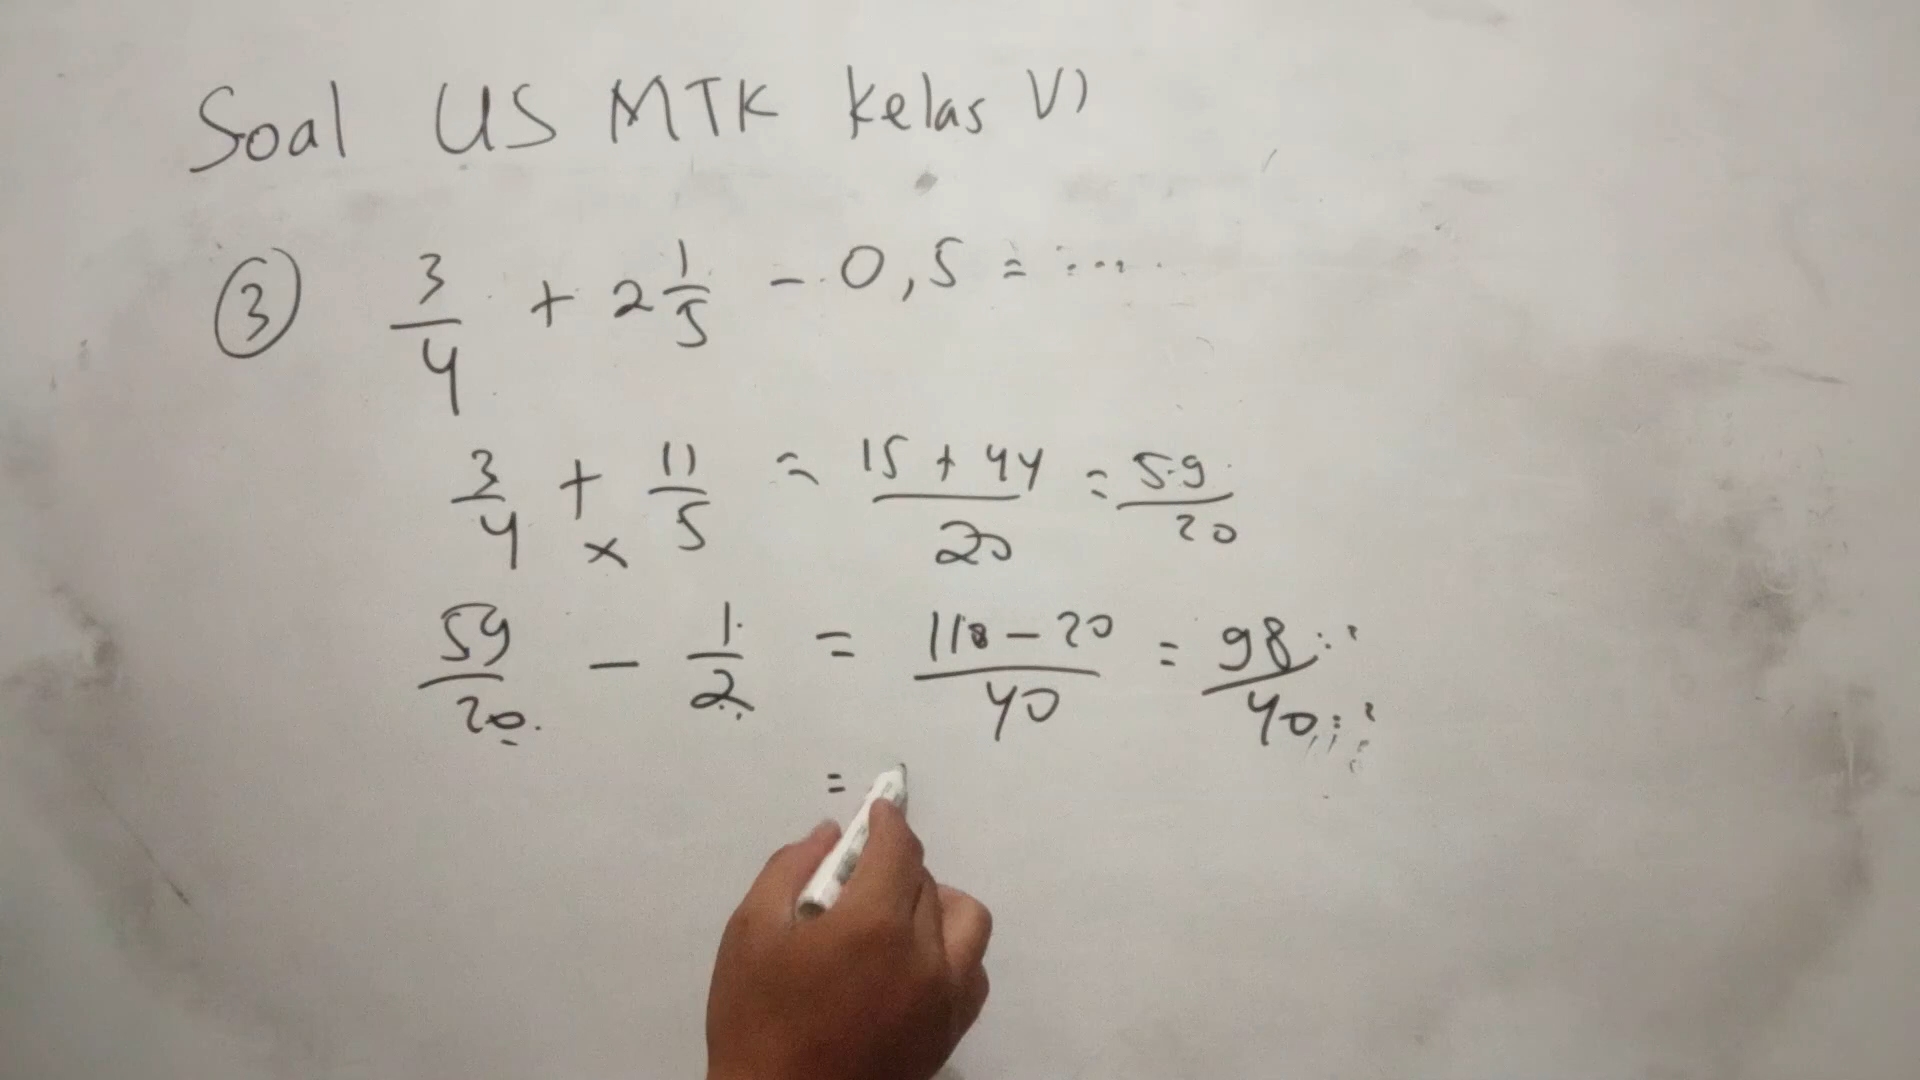 Soal US MTK Kelas VI
③ 3/4 + 2 1/5 - 0,5 = ....
3/4 + 11/5 = 15 + 44/20 = 59/20
×
59/20 - 1/2 = 118 - 20/40 = 98/40 : :
=